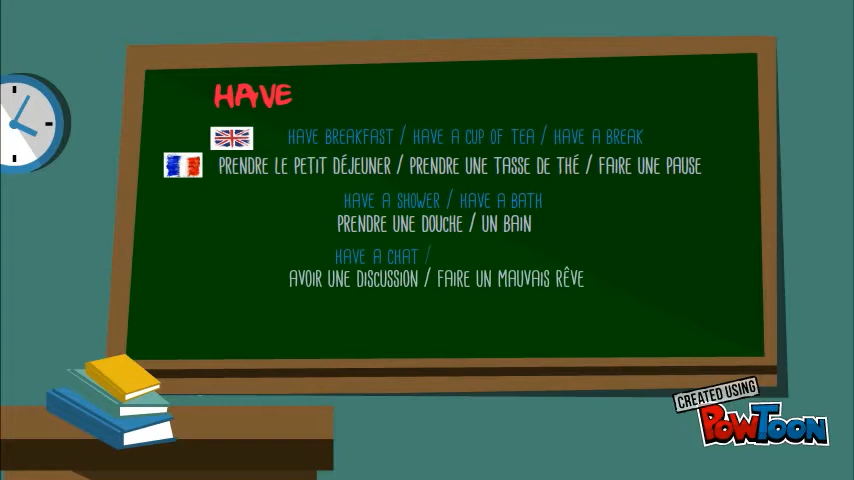 HAVE
HAVE BREAKFAST / HAVE A CUP OF TEA / HAVE A BREAK
PRENDRE LE PETIT DÉJEUNER / PRENDRE UNE TASSE DE THÉ / FAIRE UNE PAUSE
HAVE A SHOWER / HAVE A BATH
PRENDRE UNE DOUCHE / UN BAIN
HAVE A CHAT /
AVOIR UNE DISCUSSION / FAIRE UN MAUVAIS RÊVE
CREATED USING
POWTOON